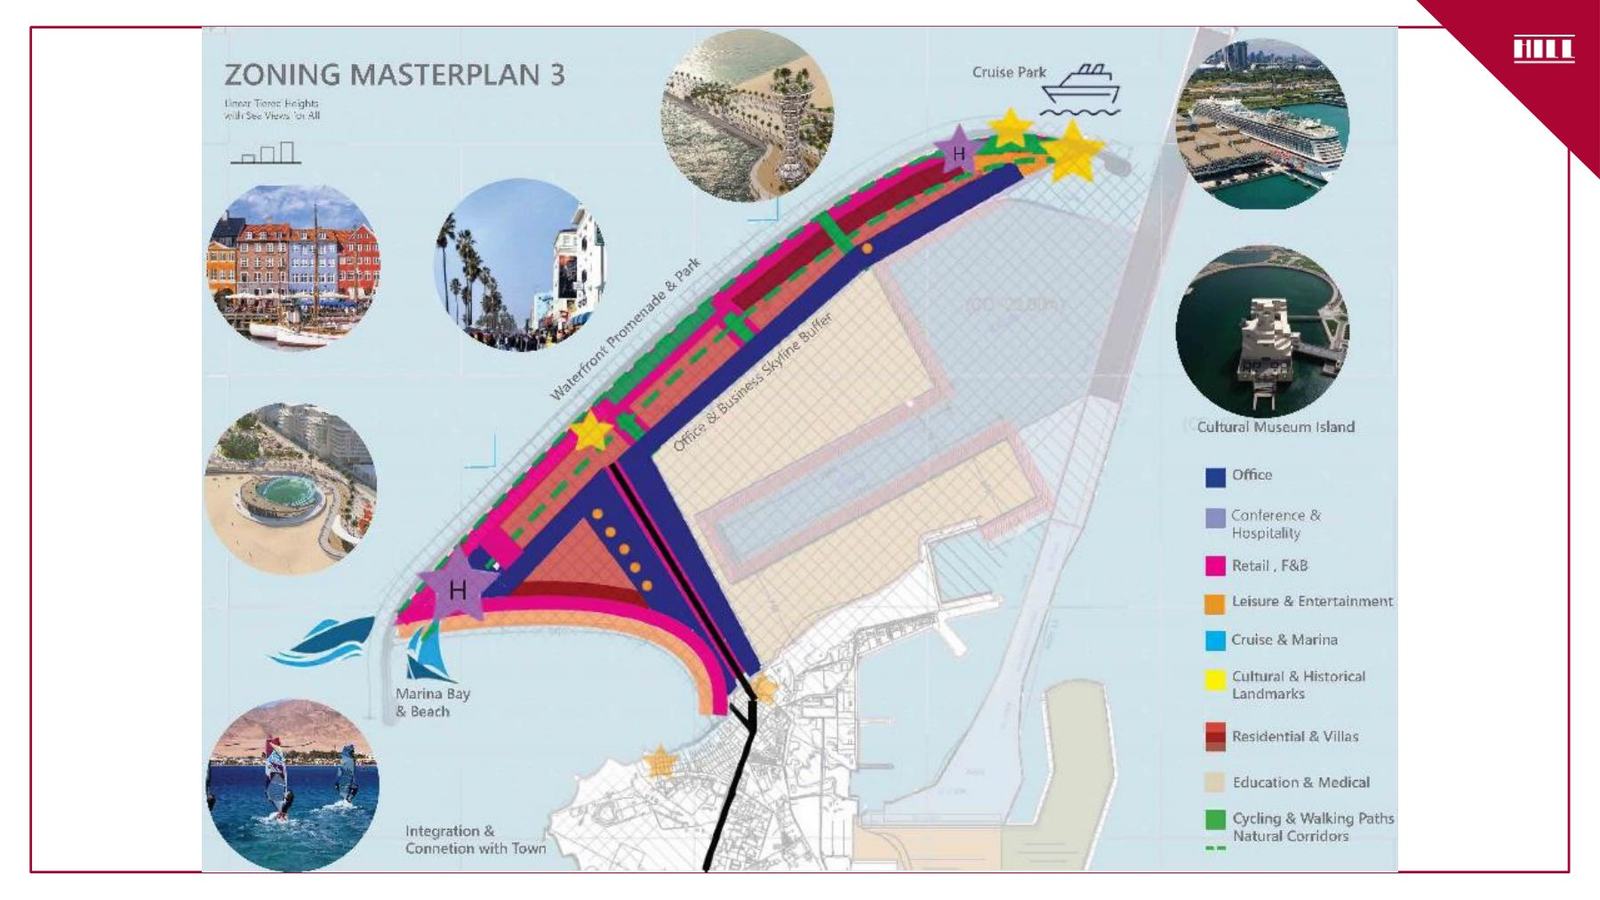 HILL
ZONING MASTERPLAN 3
Linear Tiered Heights
with Sea Views for All
Cruise Park
Waterfront Promenade & Park
Office & Business Skyline Buffer
H
H
Cultural Museum Island
Office
Conference &
Hospitality
Retail , F&B
Leisure & Entertainment
Cruise & Marina
Cultural & Historical
Landmarks
Residential & Villas
Education & Medical
Cycling & Walking Paths
Natural Corridors
Marina Bay
& Beach
Integration &
Connetion with Town